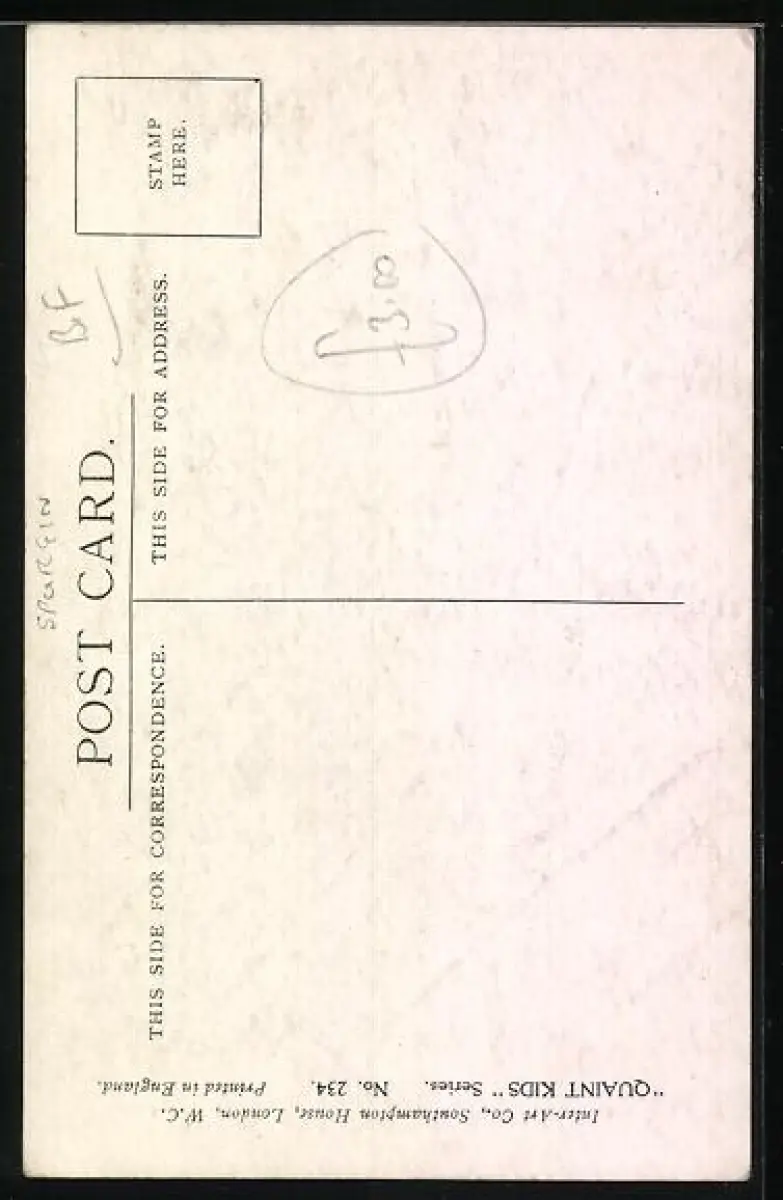 SPURGIN
BF
POST CARD.
STAMP
HERE.
THIS SIDE FOR CORRESPONDENCE.
THIS SIDE FOR ADDRESS.
£3.00
"QUAINT KIDS" Series. No. 234. Printed in England.
Inter-Art Co., Southampton House, London, W.C.